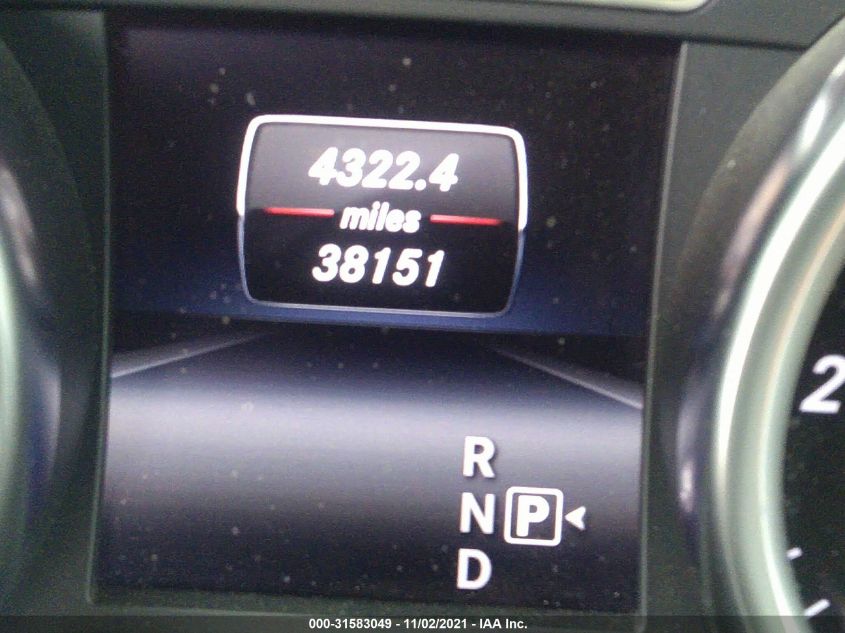 4322.4
miles
38151
2
R
N P
D
000-31583049 - 11/02/2021 - IAA Inc.